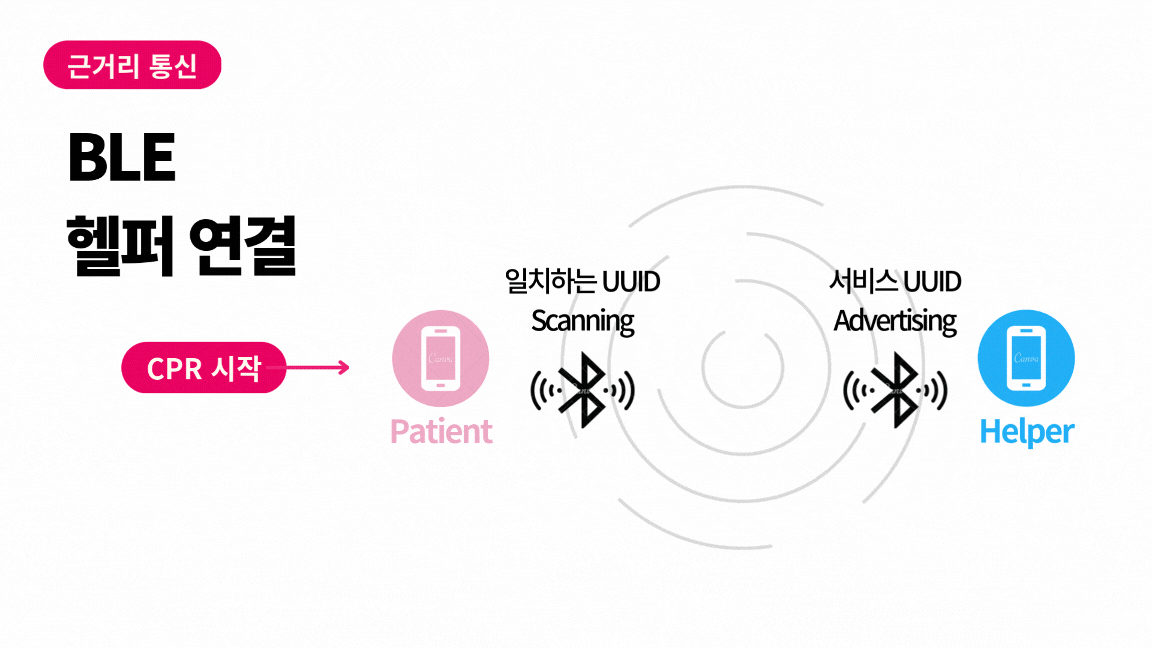 근거리 통신
BLE
헬퍼 연결
CPR 시작
일치하는 UUID
Scanning
서비스 UUID
Advertising
Canva
Patient
Canva
Helper